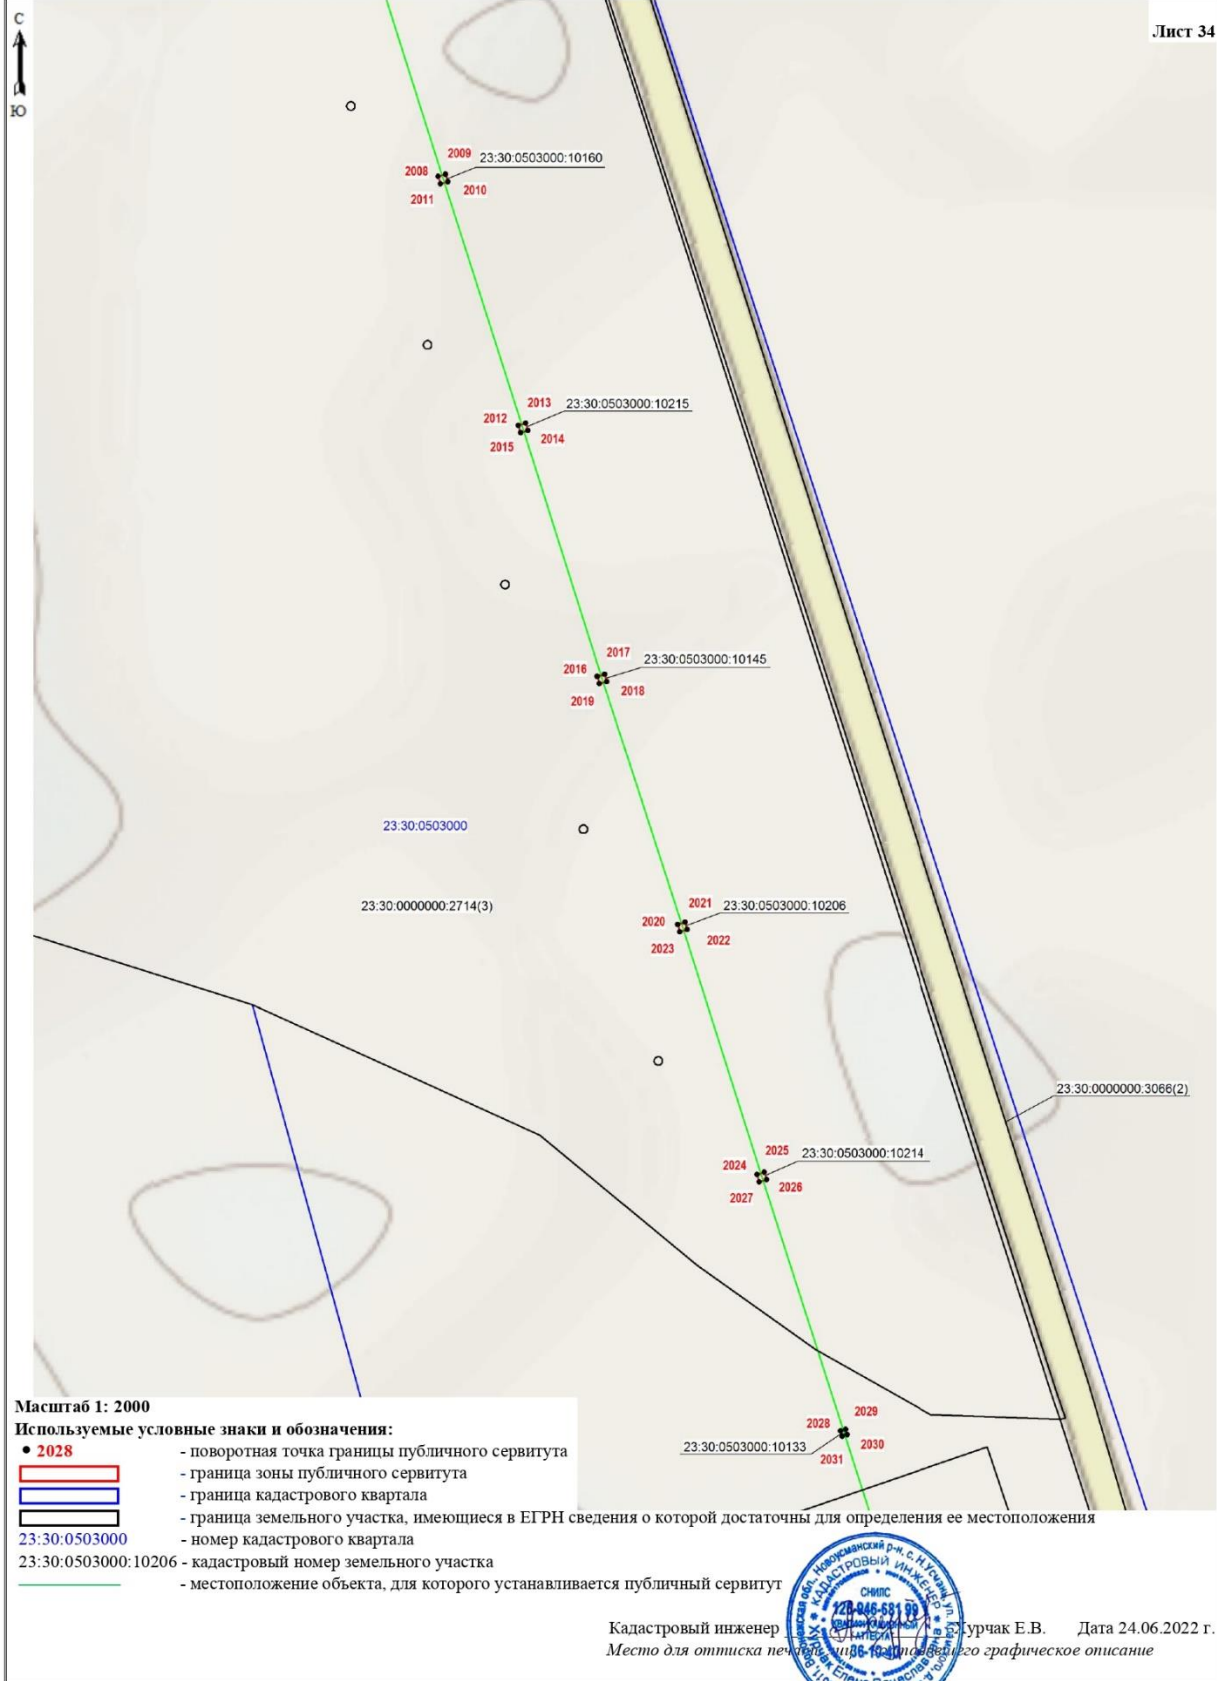 С
Лист 34
Ю
2009 23:30:0503000:10160
2008
2010
2011
2013 23:30:0503000:10215
2012
2014
2015
2017 23:30:0503000:10145
2016
2018
2019
23:30:0503000
23:30:0000000:2714(3)
2021 23:30:0503000:10206
2020
2022
2023
23:30:0000000:3066(2)
2025 23:30:0503000:10214
2024
2026
2027
2029
2028
23:30:0503000:10133
2030
2031
Масштаб 1: 2000
Используемые условные знаки и обозначения:
2028 - поворотная точка границы публичного сервитута
- граница зоны публичного сервитута
- граница кадастрового квартала
- граница земельного участка, имеющиеся в ЕГРН сведения о которой достаточны для определения ее местоположения
23:30:0503000 - номер кадастрового квартала
23:30:0503000:10206 - кадастровый номер земельного участка
- местоположение объекта, для которого устанавливается публичный сервитут
Кадастровый инженер Хурчак Е.В. Дата 24.06.2022 г.
Место для оттиска графическое описание
КАДАСТРОВЫЙ ИНЖЕНЕР
СНИЛС